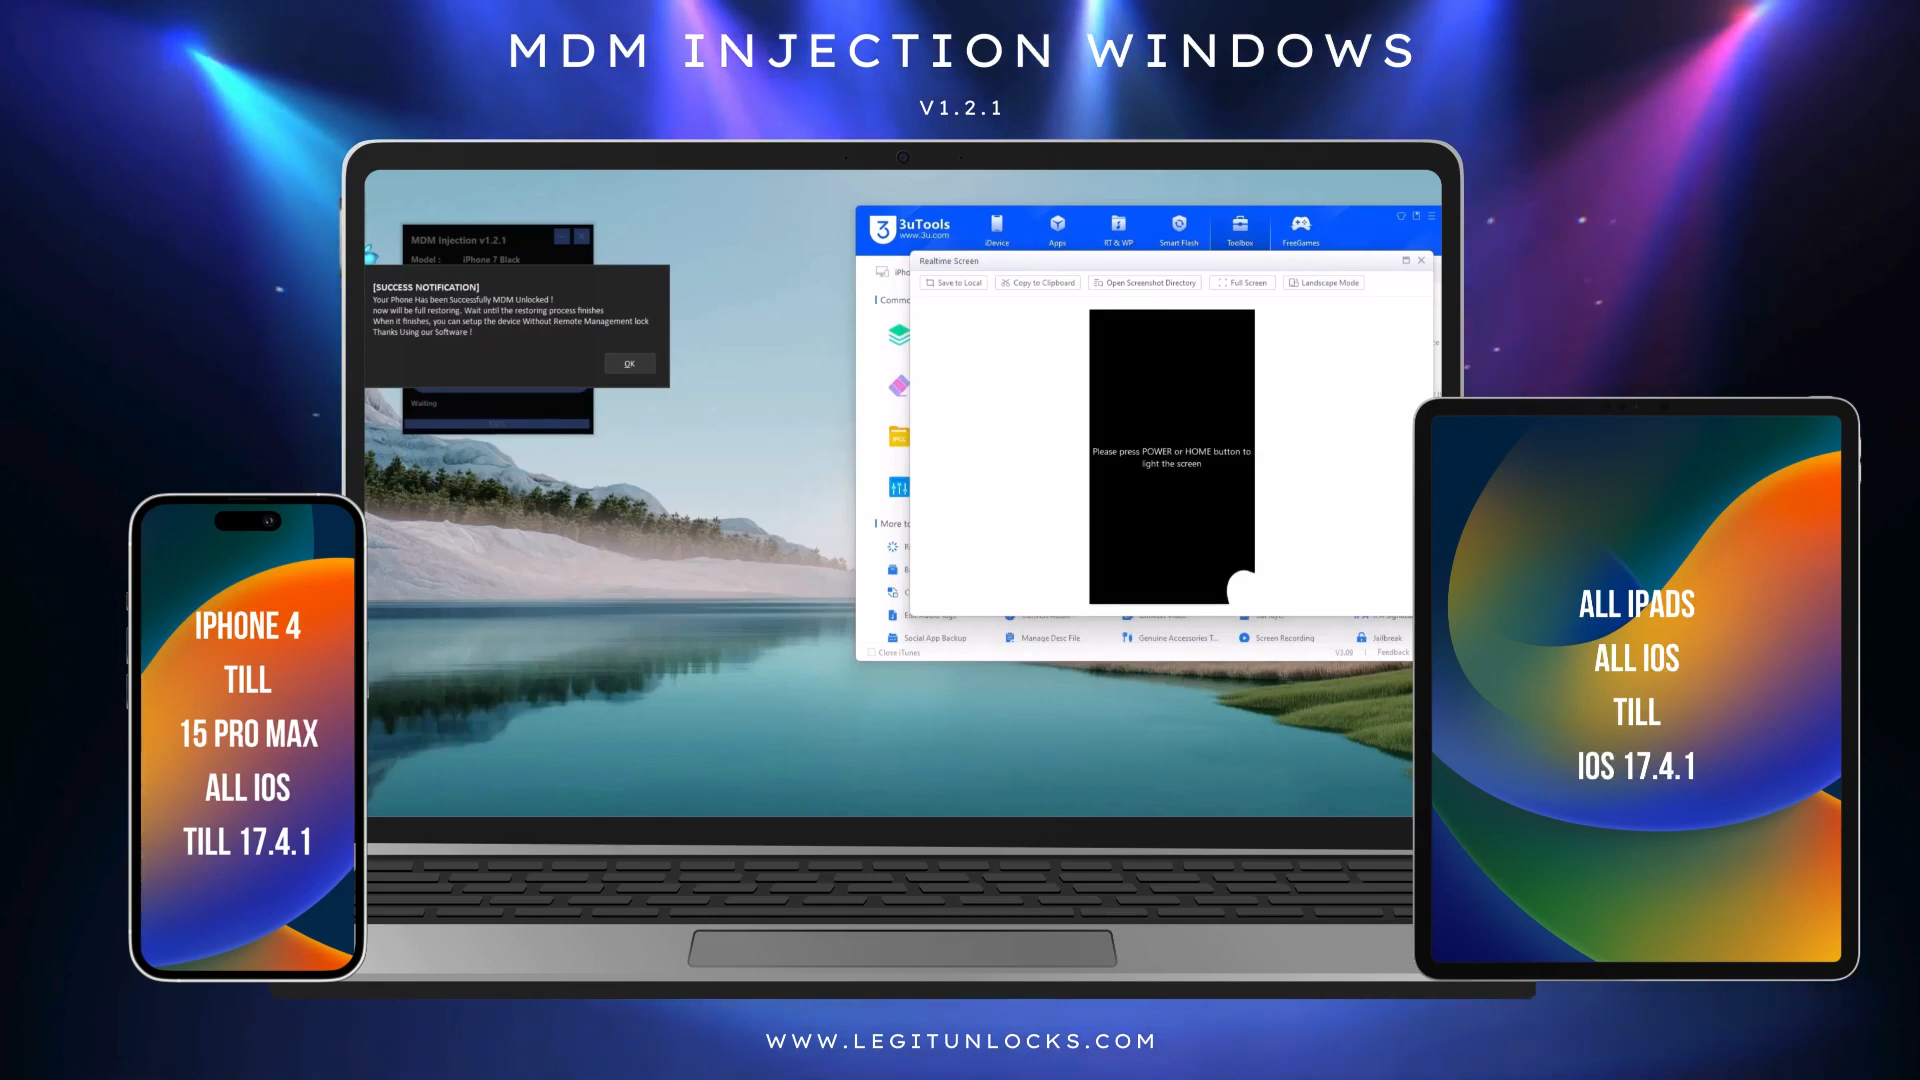 MDM INJECTION WINDOWS
V1.2.1
MDM Injection v1.2.1
Model : iPhone 7 Black
[SUCCESS NOTIFICATION]
Your Phone Has been Successfully MDM Unlocked !
now will be full restoring. Wait until the restoring process finishes
When it finishes, you can setup the device Without Remote Management lock
Thanks Using our Software !
OK
Waiting
3uTools
www.3u.com
iDevice
Apps
RT & WP
Smart Flash
Toolbox
FreeGames
Realtime Screen
Save to Local
Copy to Clipboard
Open Screenshot Directory
Full Screen
Landscape Mode
Please press POWER or HOME button to
light the screen
Social App Backup
Manage Desc File
Genuine Accessories T...
Screen Recording
Jailbreak
Close iTunes
V3.09
Feedback
IPHONE 4
TILL
15 PRO MAX
ALL IOS
TILL 17.4.1
ALL IPADS
ALL IOS
TILL
IOS 17.4.1
WWW.LEGITUNLOCKS.COM